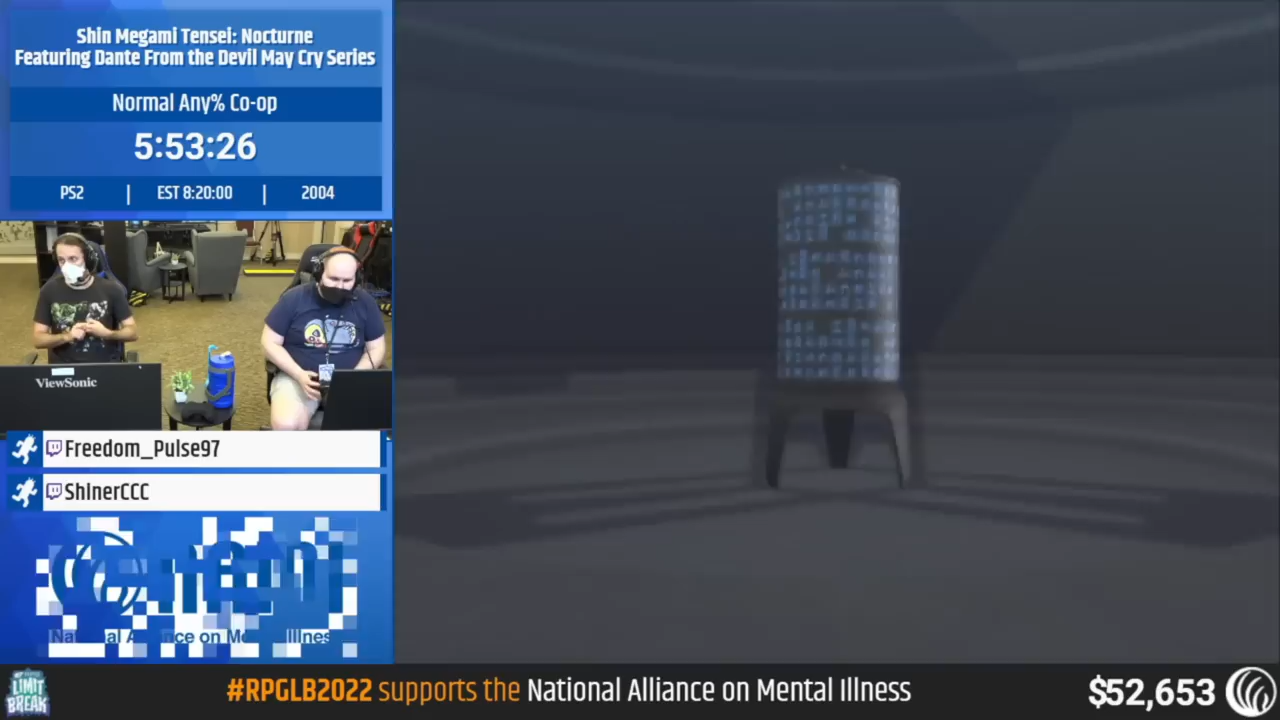 Shin Megami Tensei: Nocturne
Featuring Dante From the Devil May Cry Series
Normal Any% Co-op
5:53:26
PS2 | EST 8:20:00 | 2004
ViewSonic
Freedom_Pulse97
ShInerCCC
#RPGLB2022 supports the National Alliance on Mental Illness
$52,653
LIMIT
BREAK